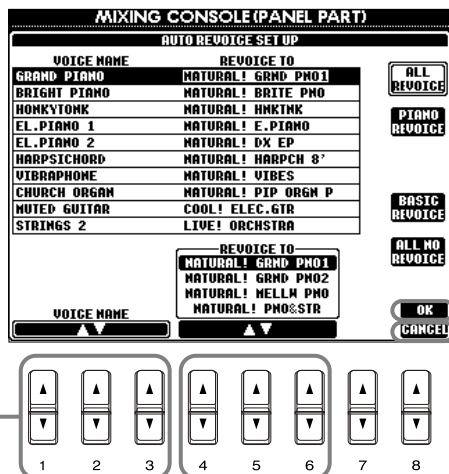 MIXING CONSOLE(PANEL PART)
AUTO REVOICE SET UP
VOICE NAME REVOICE TO
GRAND PIANO NATURAL! GRND PNO1
BRIGHT PIANO NATURAL! BRITE PNO
HONKYTONK NATURAL! HNKTNK
EL.PIANO 1 NATURAL! E.PIANO
EL.PIANO 2 NATURAL! DX EP
HARPSICHORD NATURAL! HARPCH 8'
VIBRAPHONE NATURAL! VIBES
CHURCH ORGAN NATURAL! PIP ORGN P
MUTED GUITAR COOL! ELEC.GTR
STRINGS 2 LIVE! ORCHSTRA
ALL REVOICE
PIANO REVOICE
BASIC REVOICE
ALL NO REVOICE
REVOICE TO
NATURAL! GRND PNO1
NATURAL! GRND PNO2
NATURAL! MELLW PNO
NATURAL! PNO&STR
VOICE NAME
OK
CANCEL
1 2 3 4 5 6 7 8